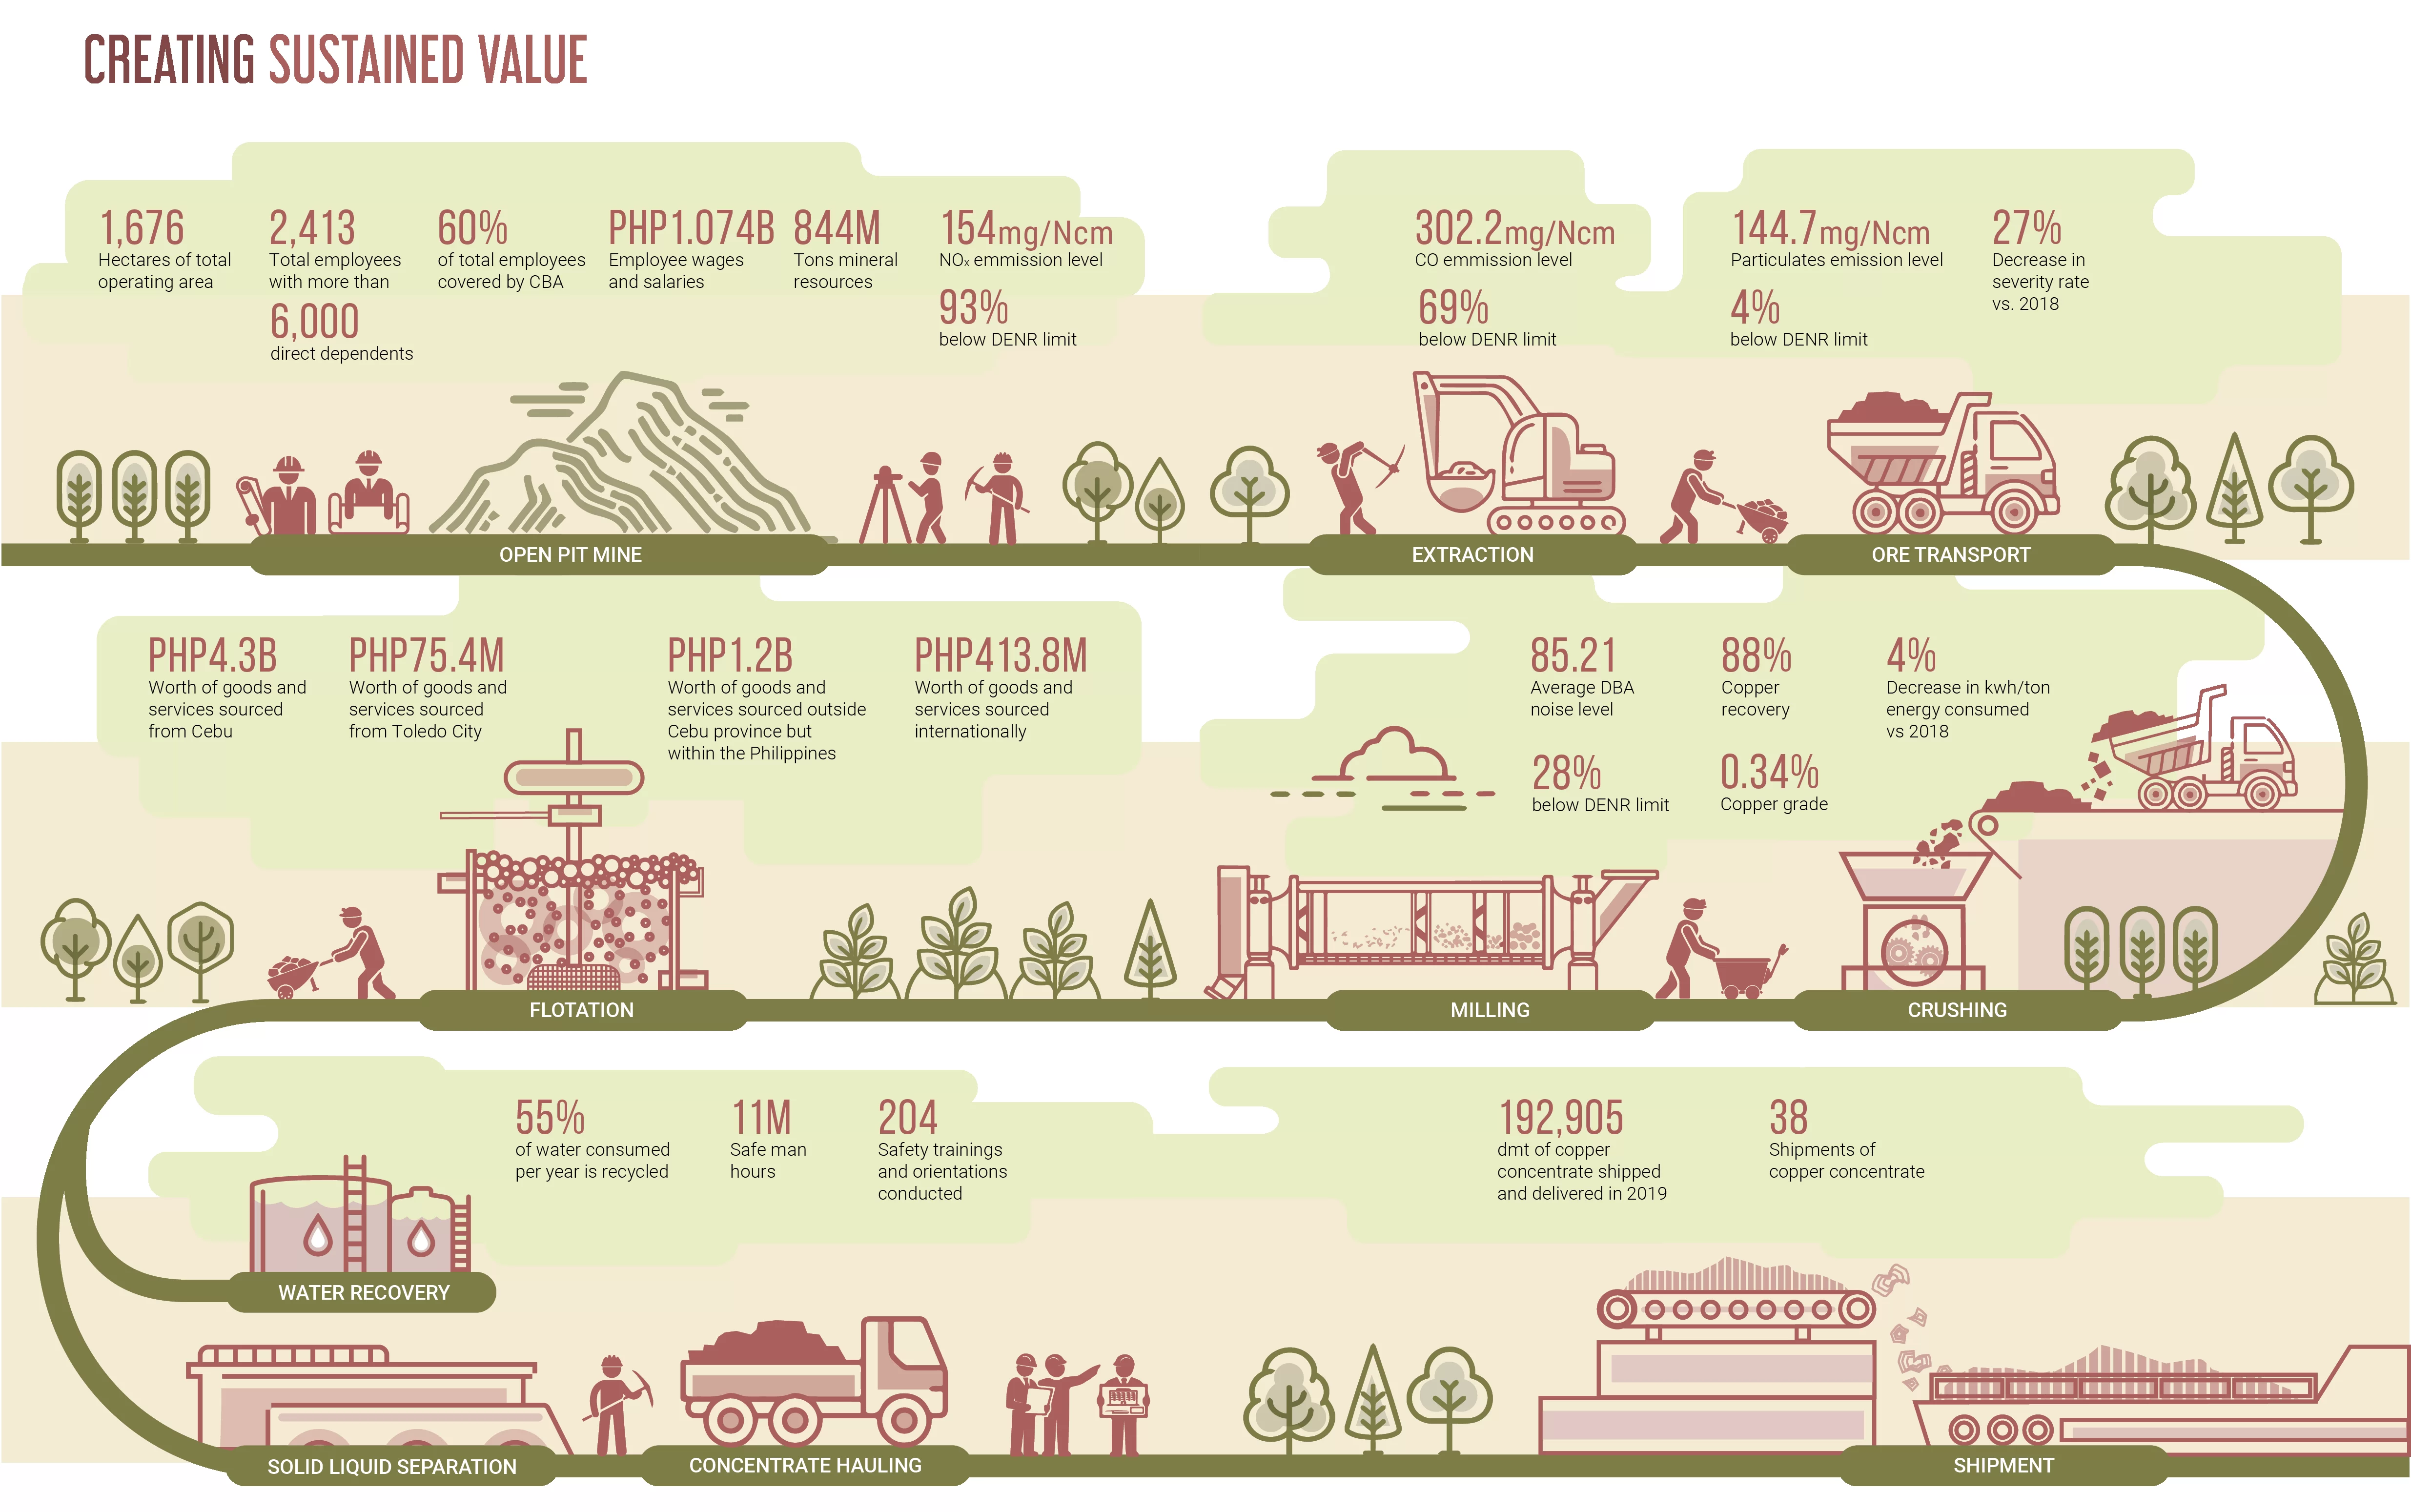 CREATING SUSTAINED VALUE
1,676
Hectares of total
operating area
2,413
Total employees
with more than
6,000
direct dependents
60%
of total employees
covered by CBA
PHP1.074B
Employee wages
and salaries
844M
Tons mineral
resources
154mg/Ncm
NOx emmission level
93%
below DENR limit
302.2mg/Ncm
CO emmission level
69%
below DENR limit
144.7mg/Ncm
Particulates emission level
4%
below DENR limit
27%
Decrease in
severity rate
vs. 2018
OPEN PIT MINE
EXTRACTION
ORE TRANSPORT
PHP4.3B
Worth of goods and
services sourced
from Cebu
PHP75.4M
Worth of goods and
services sourced
from Toledo City
PHP1.2B
Worth of goods and
services sourced outside
Cebu province but
within the Philippines
PHP413.8M
Worth of goods and
services sourced
internationally
85.21
Average DBA
noise level
28%
below DENR limit
88%
Copper
recovery
0.34%
Copper grade
4%
Decrease in kwh/ton
energy consumed
vs 2018
FLOTATION
MILLING
CRUSHING
55%
of water consumed
per year is recycled
11M
Safe man
hours
204
Safety trainings
and orientations
conducted
192,905
dmt of copper
concentrate shipped
and delivered in 2019
38
Shipments of
copper concentrate
WATER RECOVERY
SOLID LIQUID SEPARATION
CONCENTRATE HAULING
SHIPMENT